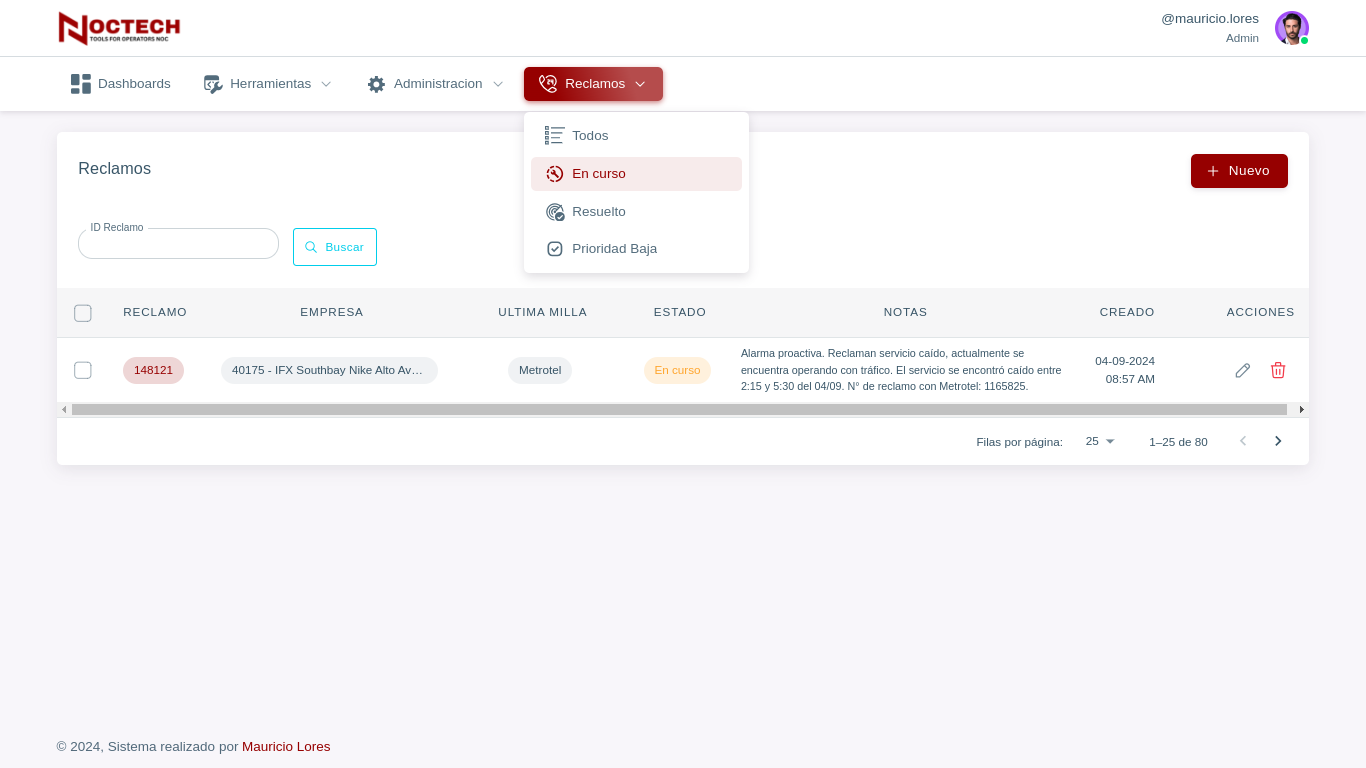 NOCTECH
TOOLS FOR OPERATORS NOC
@mauricio.lores
Admin
Dashboards
Herramientas
Administracion
Reclamos
Todos
En curso
Resuelto
Prioridad Baja
Reclamos
Nuevo
ID Reclamo
Buscar
RECLAMO EMPRESA ULTIMA MILLA ESTADO NOTAS CREADO ACCIONES
148121
40175 - IFX Southbay Nike Alto Av…
Metrotel
En curso
Alarma proactiva. Reclaman servicio caído, actualmente se
encuentra operando con tráfico. El servicio se encontró caído entre
2:15 y 5:30 del 04/09. N° de reclamo con Metrotel: 1165825.
04-09-2024
08:57 AM
Filas por página: 25 1–25 de 80
© 2024, Sistema realizado por Mauricio Lores